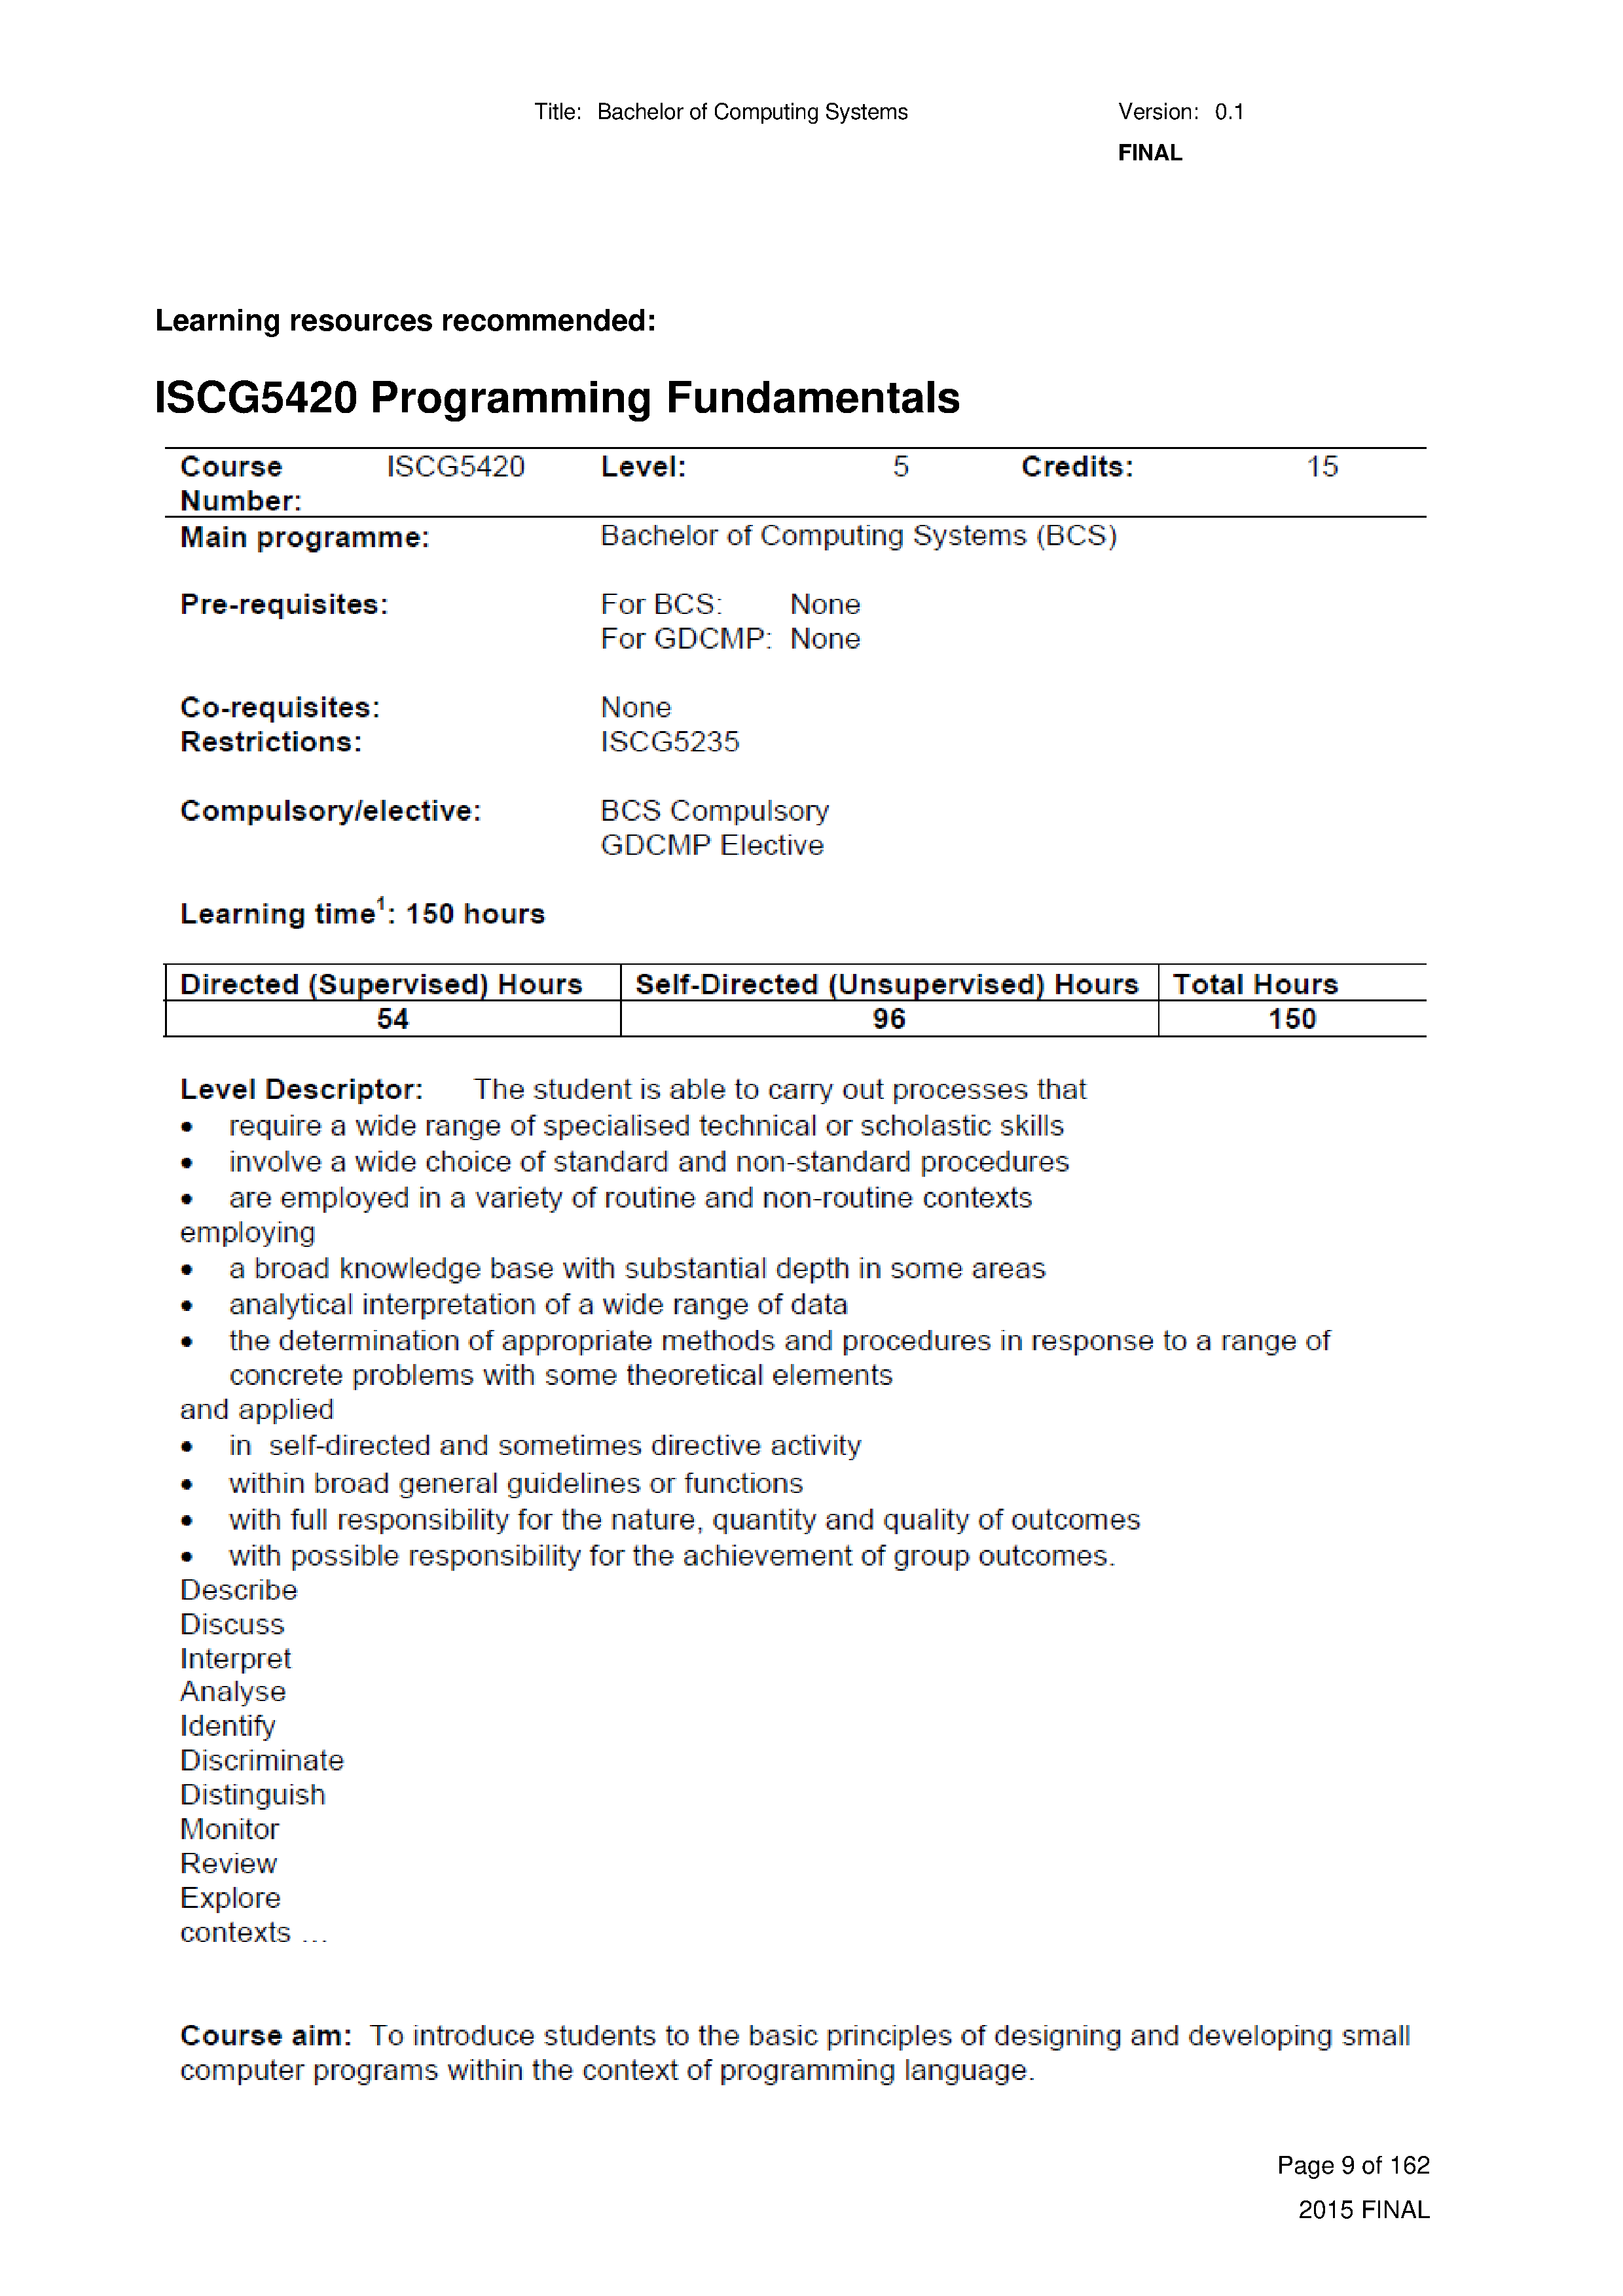 Title: Bachelor of Computing Systems Version: 0.1
FINAL
Learning resources recommended:
ISCG5420 Programming Fundamentals
Course ISCG5420 Level: 5 Credits: 15
Number:
Main programme: Bachelor of Computing Systems (BCS)
Pre-requisites: For BCS: None
For GDCMP: None
Co-requisites: None
Restrictions: ISCG5235
Compulsory/elective: BCS Compulsory
GDCMP Elective
Learning time1: 150 hours
Directed (Supervised) Hours Self-Directed (Unsupervised) Hours Total Hours
54 96 150
Level Descriptor: The student is able to carry out processes that
• require a wide range of specialised technical or scholastic skills
• involve a wide choice of standard and non-standard procedures
• are employed in a variety of routine and non-routine contexts
employing
• a broad knowledge base with substantial depth in some areas
• analytical interpretation of a wide range of data
• the determination of appropriate methods and procedures in response to a range of
concrete problems with some theoretical elements
and applied
• in self-directed and sometimes directive activity
• within broad general guidelines or functions
• with full responsibility for the nature, quantity and quality of outcomes
• with possible responsibility for the achievement of group outcomes.
Describe
Discuss
Interpret
Analyse
Identify
Discriminate
Distinguish
Monitor
Review
Explore
contexts …
Course aim: To introduce students to the basic principles of designing and developing small
computer programs within the context of programming language.
Page 9 of 162
2015 FINAL